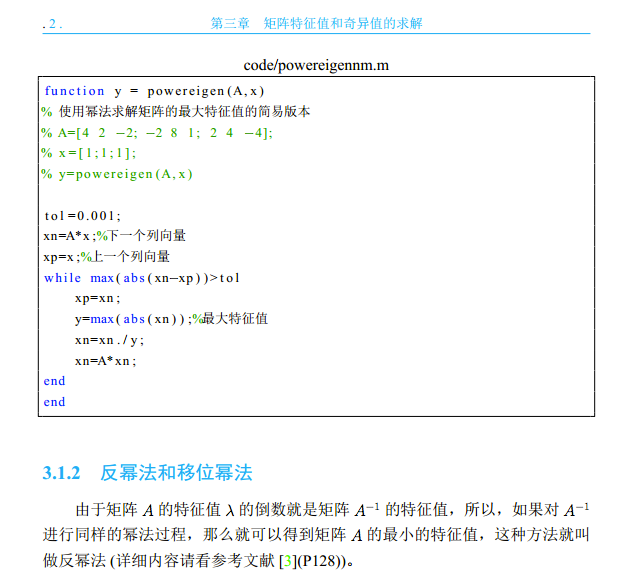 . 2 .
第三章 矩阵特征值和奇异值的求解
code/powereigennm.m
function y = powereigen(A,x)
% 使用幂法求解矩阵的最大特征值的简易版本
% A=[4 2 −2; −2 8 1; 2 4 −4];
% x=[1;1;1];
% y=powereigen(A,x)
tol=0.001;
xn=A*x;%下一个列向量
xp=x;%上一个列向量
while max(abs(xn−xp))>tol
xp=xn;
y=max(abs(xn));%最大特征值
xn=xn./y;
xn=A*xn;
end
end
3.1.2 反幂法和移位幂法
由于矩阵 A 的特征值 λ 的倒数就是矩阵 A⁻¹ 的特征值，所以，如果对 A⁻¹
进行同样的幂法过程，那么就可以得到矩阵 A 的最小的特征值，这种方法就叫
做反幂法 (详细内容请看参考文献 [3](P128))。